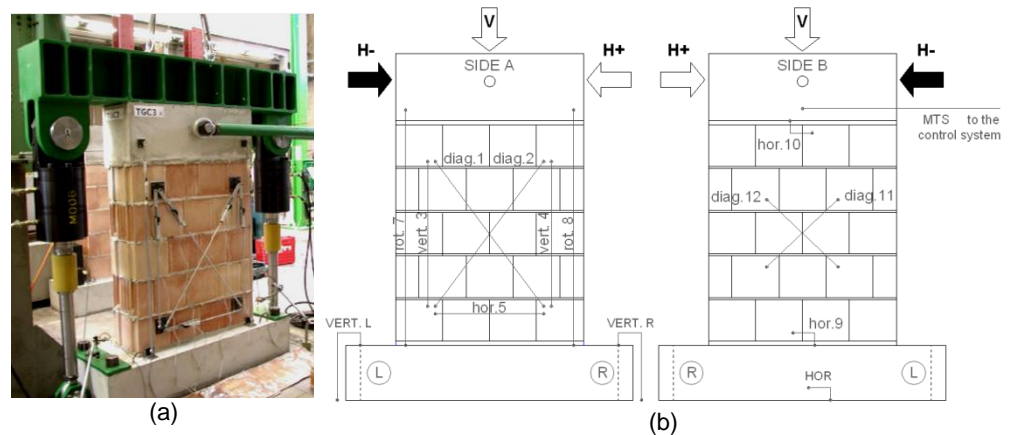 TGC3
MOOG
(a)
V
V
H-
H+
H+
H-
SIDE A
SIDE B
MTS to the
control system
hor.10
diag.1 diag.2
diag.12
diag.11
rot. 7
vert. 3
vert. 4
rot. 8
hor.5
hor.9
VERT. L
VERT. R
L
R
R
L
HOR
(b)